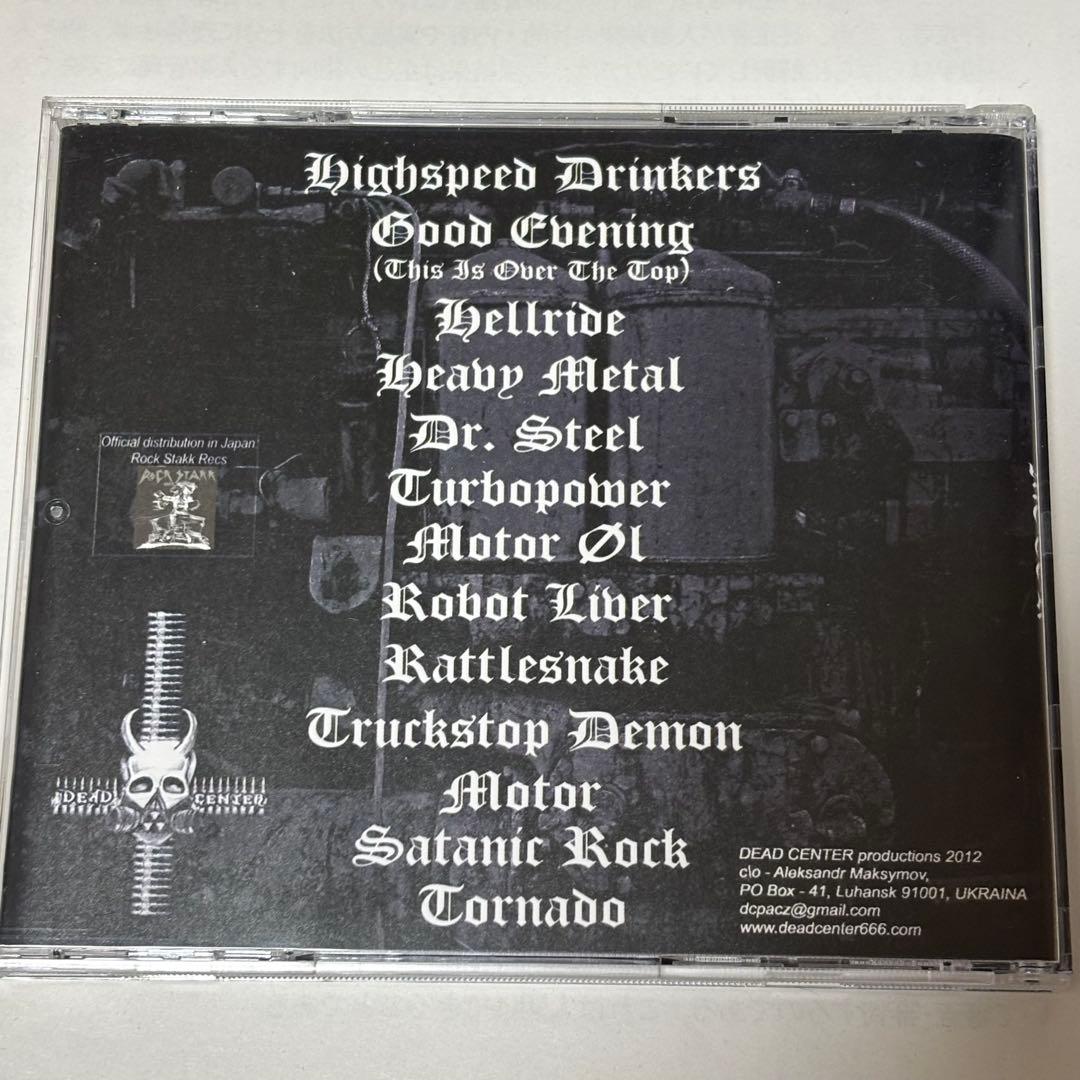 Highspeed Drinkers
Good Evening
(This Is Over The Top)
Hellride
Heavy Metal
Dr. Steel
Turbopower
Motor Øl
Robot Liver
Rattlesnake
Truckstop Demon
Motor
Satanic Rock
Tornado
Official distribution in Japan
Rock Stakk Recs
ROCK STAKK
DEAD CENTER
DEAD CENTER productions 2012
c\o - Aleksandr Maksymov,
PO Box - 41, Luhansk 91001, UKRAINA
dcpacz@gmail.com
www.deadcenter666.com